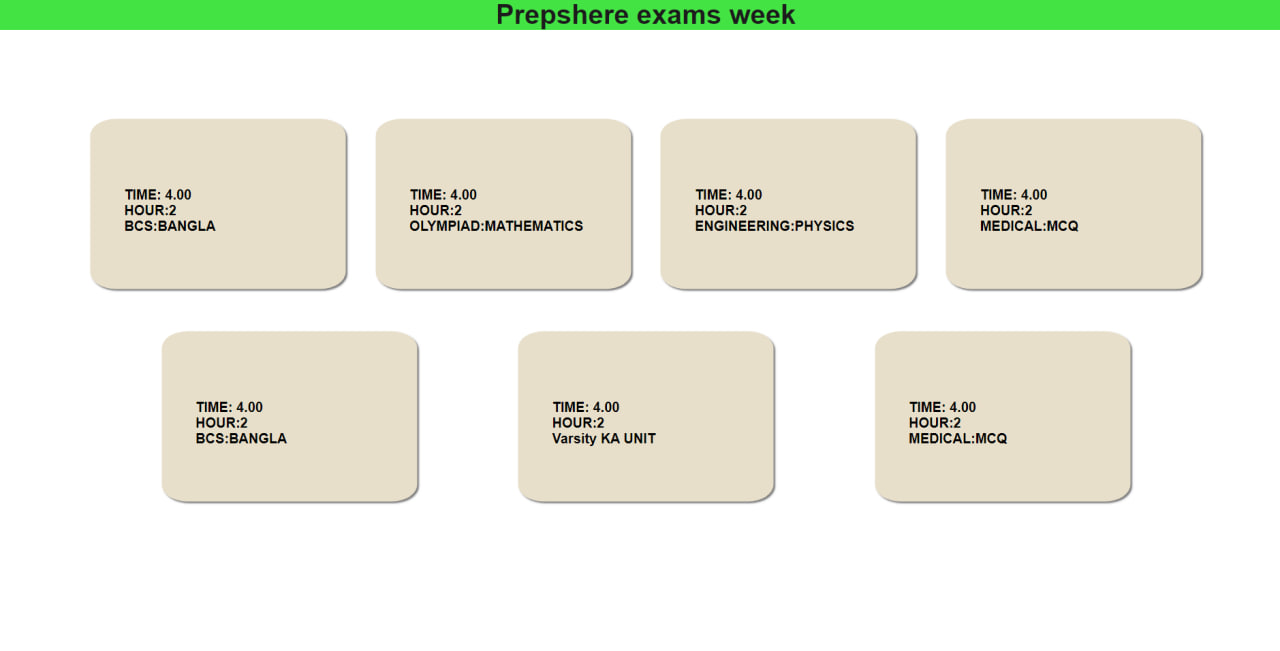 Prepshere exams week
TIME: 4.00
HOUR:2
BCS:BANGLA
TIME: 4.00
HOUR:2
OLYMPIAD:MATHEMATICS
TIME: 4.00
HOUR:2
ENGINEERING:PHYSICS
TIME: 4.00
HOUR:2
MEDICAL:MCQ
TIME: 4.00
HOUR:2
BCS:BANGLA
TIME: 4.00
HOUR:2
Varsity KA UNIT
TIME: 4.00
HOUR:2
MEDICAL:MCQ